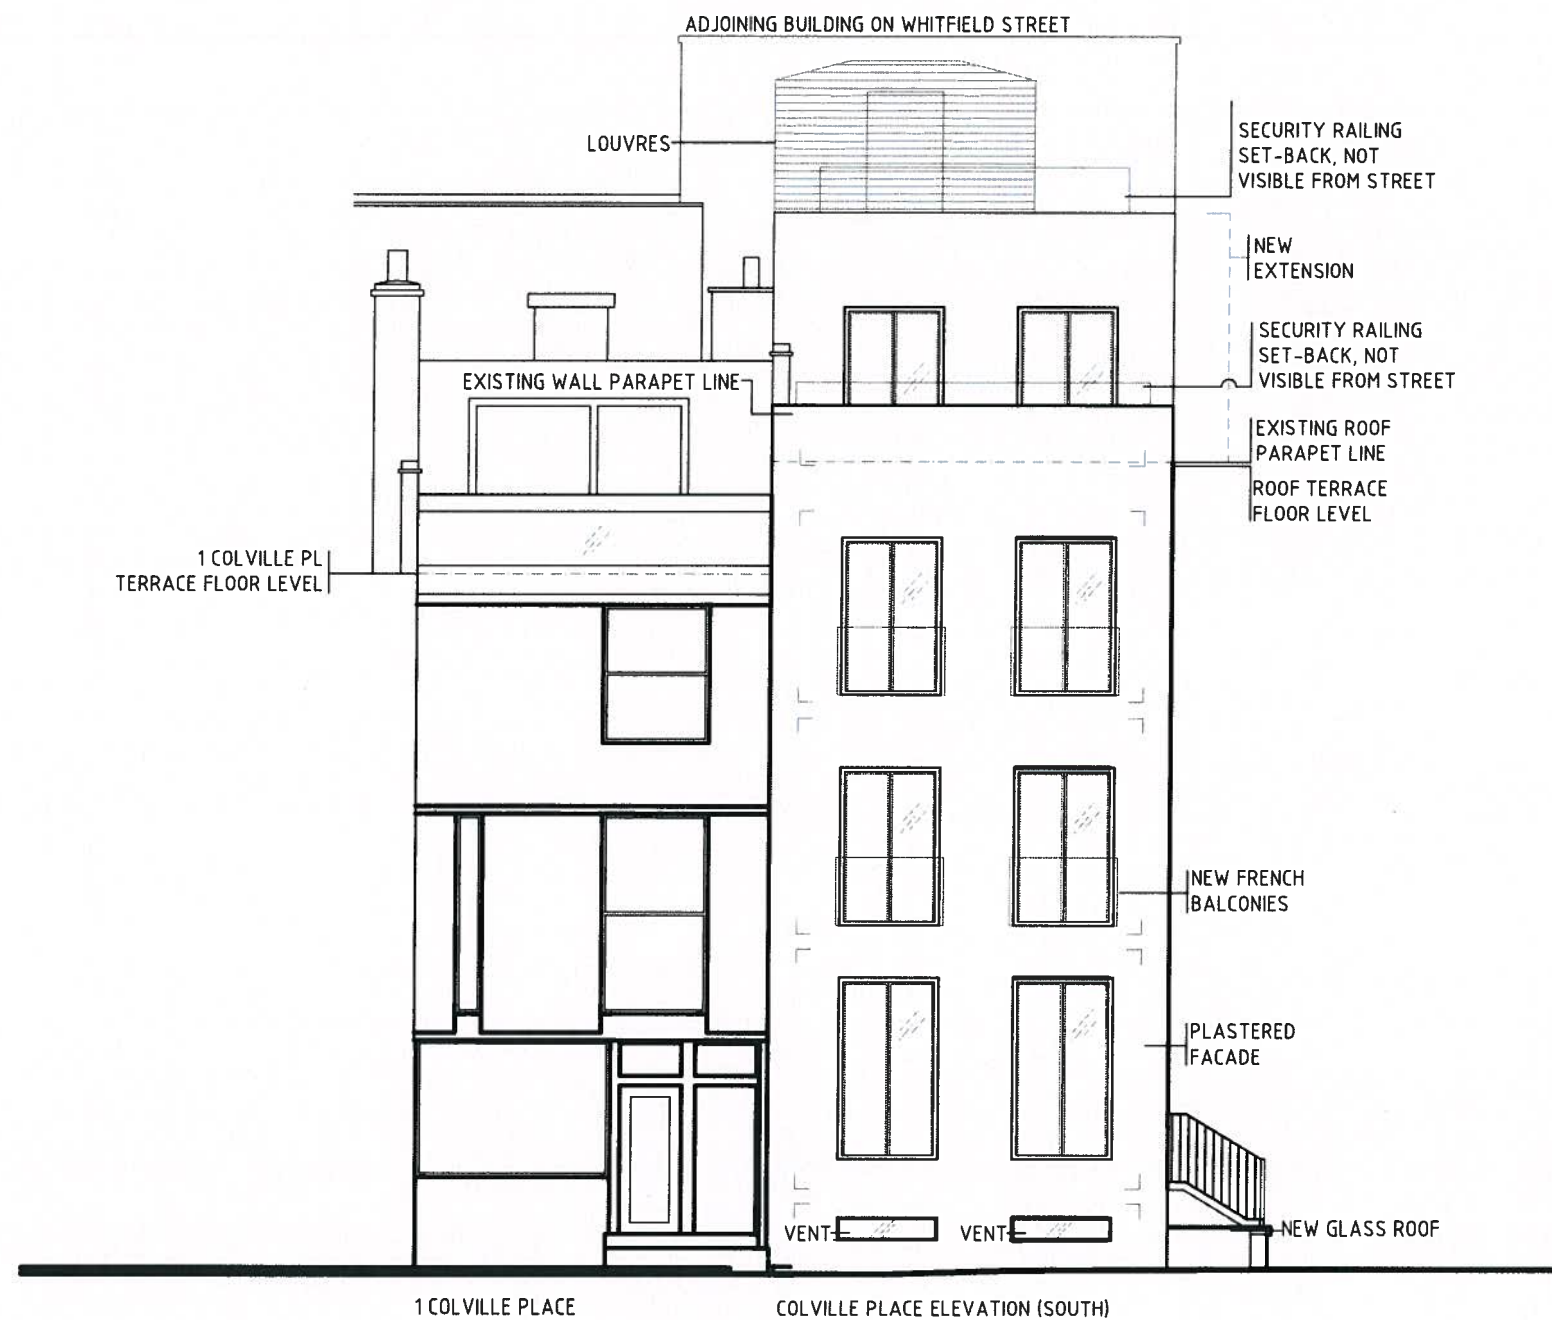 ADJOINING BUILDING ON WHITFIELD STREET
LOUVRES
SECURITY RAILING
SET-BACK, NOT
VISIBLE FROM STREET
NEW
EXTENSION
SECURITY RAILING
SET-BACK, NOT
VISIBLE FROM STREET
EXISTING WALL PARAPET LINE
EXISTING ROOF
PARAPET LINE
ROOF TERRACE
FLOOR LEVEL
1 COLVILLE PL
TERRACE FLOOR LEVEL
NEW FRENCH
BALCONIES
PLASTERED
FACADE
VENT
VENT
NEW GLASS ROOF
1 COLVILLE PLACE
COLVILLE PLACE ELEVATION (SOUTH)